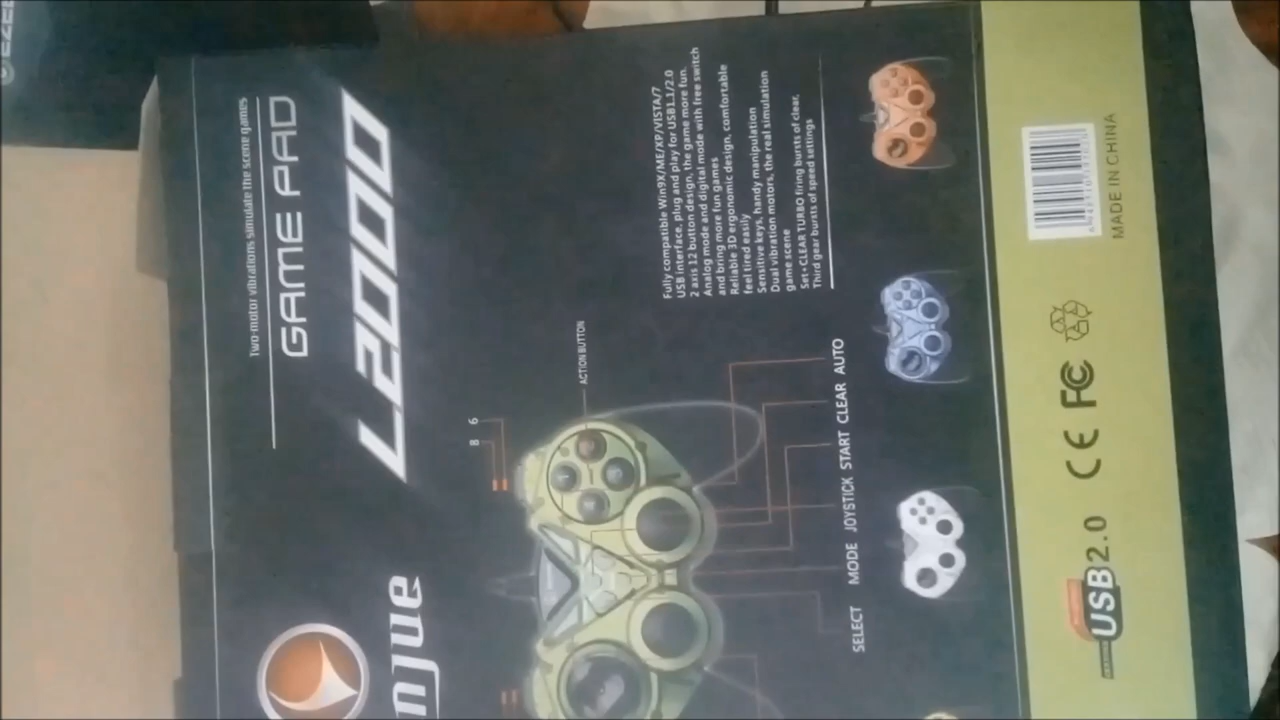 Two-motor vibrations simulate the scene games
GAME PAD
L2000
njue
8 6
ACTION BUTTON
Fully compatible Win9X/ME/XP/VISTA/7
USB interface, plug and play for USB1.1/2.0
2 axis 12 button design, the game more fun.
Analog mode and digital mode with free switch
and bring more fun games
Reliable 3D ergonomic design, comfortable
feel tired easily
Sensitive keys, handy manipulation
Dual vibration motors, the real simulation
game scene
Set+CLEAR TURBO firing bursts of clear,
Third gear bursts of speed settings
SELECT MODE JOYSTICK START CLEAR AUTO
USB2.0 CE FC
MADE IN CHINA